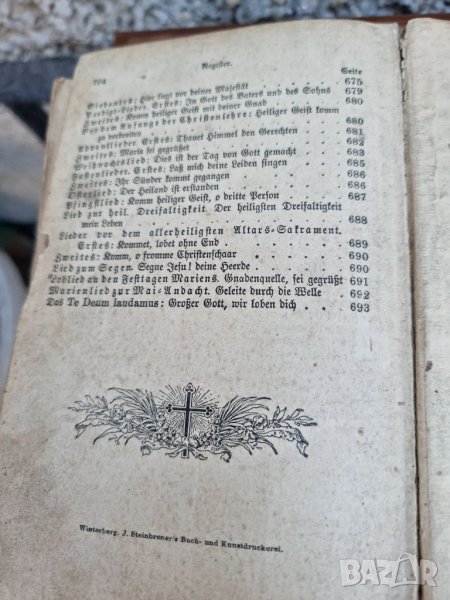 704 Register.
Seite
Siebentes: Hier liegt vor deiner Majestät . . . . 675
Predigt-Lieder. Erstes: In Gott des Vaters und des Sohns 679
Zweites: Komm heiliger Geist mit deiner Gnad . . . 680
Vor dem Anfange der Christenlehre: Heiliger Geist komm
zu verbreiten . . . . 680
Adventlieder. Erstes: Thauet Himmel den Gerechten . 681
Zweites: Maria sei gegrüßet . . . . 682
Weihnachtslied: Dies ist der Tag von Gott gemacht . 683
Fastenlieder. Erstes: Laß mich deine Leiden singen . 685
Zweites: Ihr Sünder kommt gegangen . . . . 686
Osterlied: Der Heiland ist erstanden . . . . 686
Pfingstlied: Komm heiliger Geist, o dritte Person . . 687
Lied zur heil. Dreifaltigkeit. Der heiligsten Dreifaltigkeit
mein Leben . . . . 688
Lieder vor dem allerheiligsten Altars-Sakrament.
Erstes: Kommet, lobet ohne End . . . . 689
Zweites: Komm, o fromme Christenschaar . . . . 690
Lied zum Segen. Segne Jesu! deine Heerde . . . . 690
Loblied an den Festtagen Mariens. Gnadenquelle, sei gegrüßt 691
Marienlied zur Mai-Andacht. Geleite durch die Welle . 692
Das Te Deum laudamus: Großer Gott, wir loben dich . . 693
Winterberg, J. Steinbrener's Buch- und Kunstdruckerei.
BAZAR